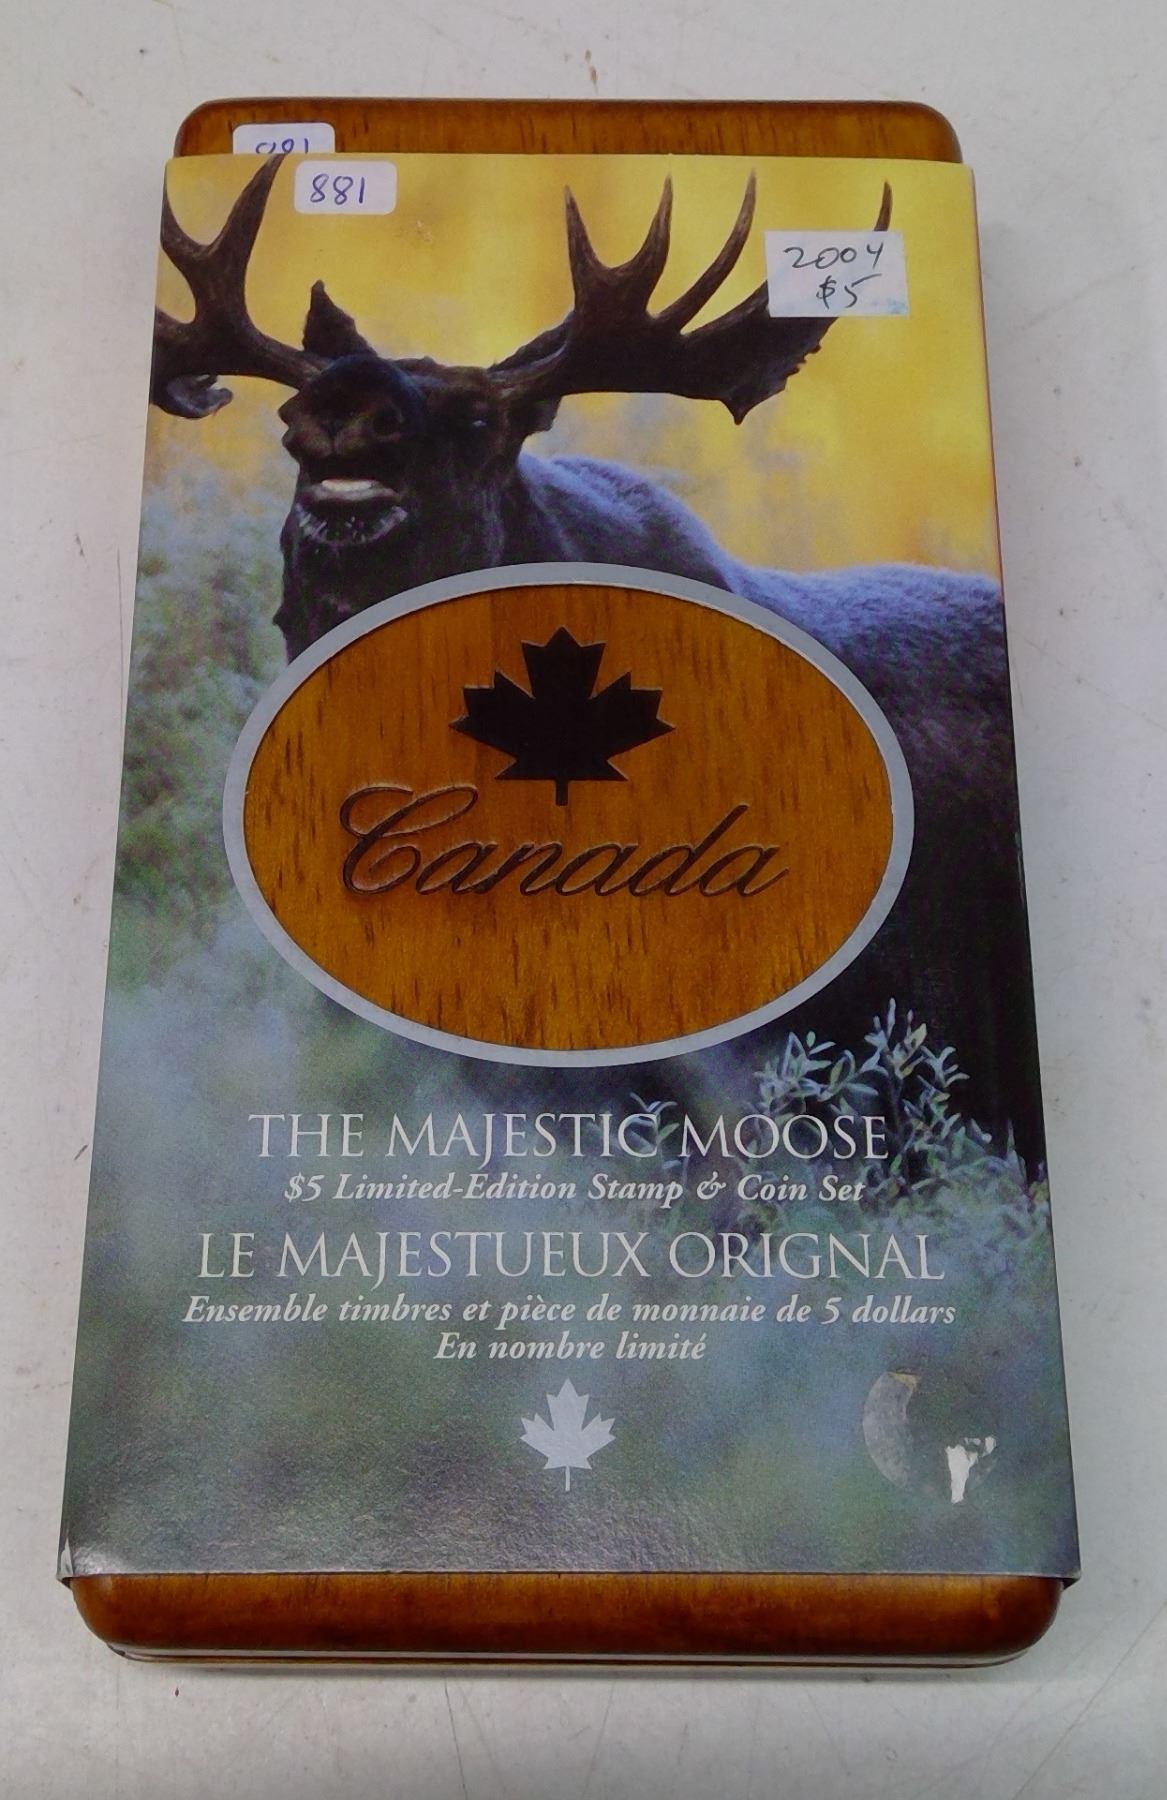 881
881
2004
$5
Canada
THE MAJESTIC MOOSE
$5 Limited-Edition Stamp & Coin Set
LE MAJESTUEUX ORIGNAL
Ensemble timbres et pièce de monnaie de 5 dollars
En nombre limité